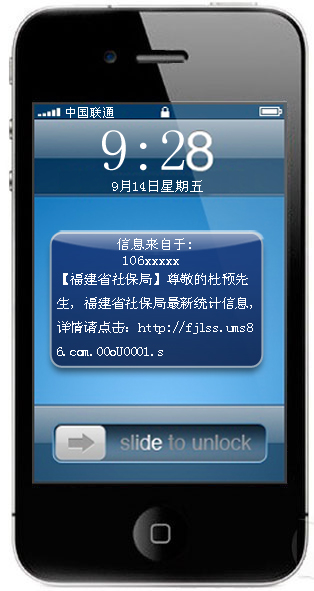 中国联通
9:28
9月14日星期五
信息来自于:
106xxxxx
【福建省社保局】尊敬的杜预先
生，福建省社保局最新统计信息，
详情请点击：http://fjlss.ums8
6.com.00oU0001.s
slide to unlock